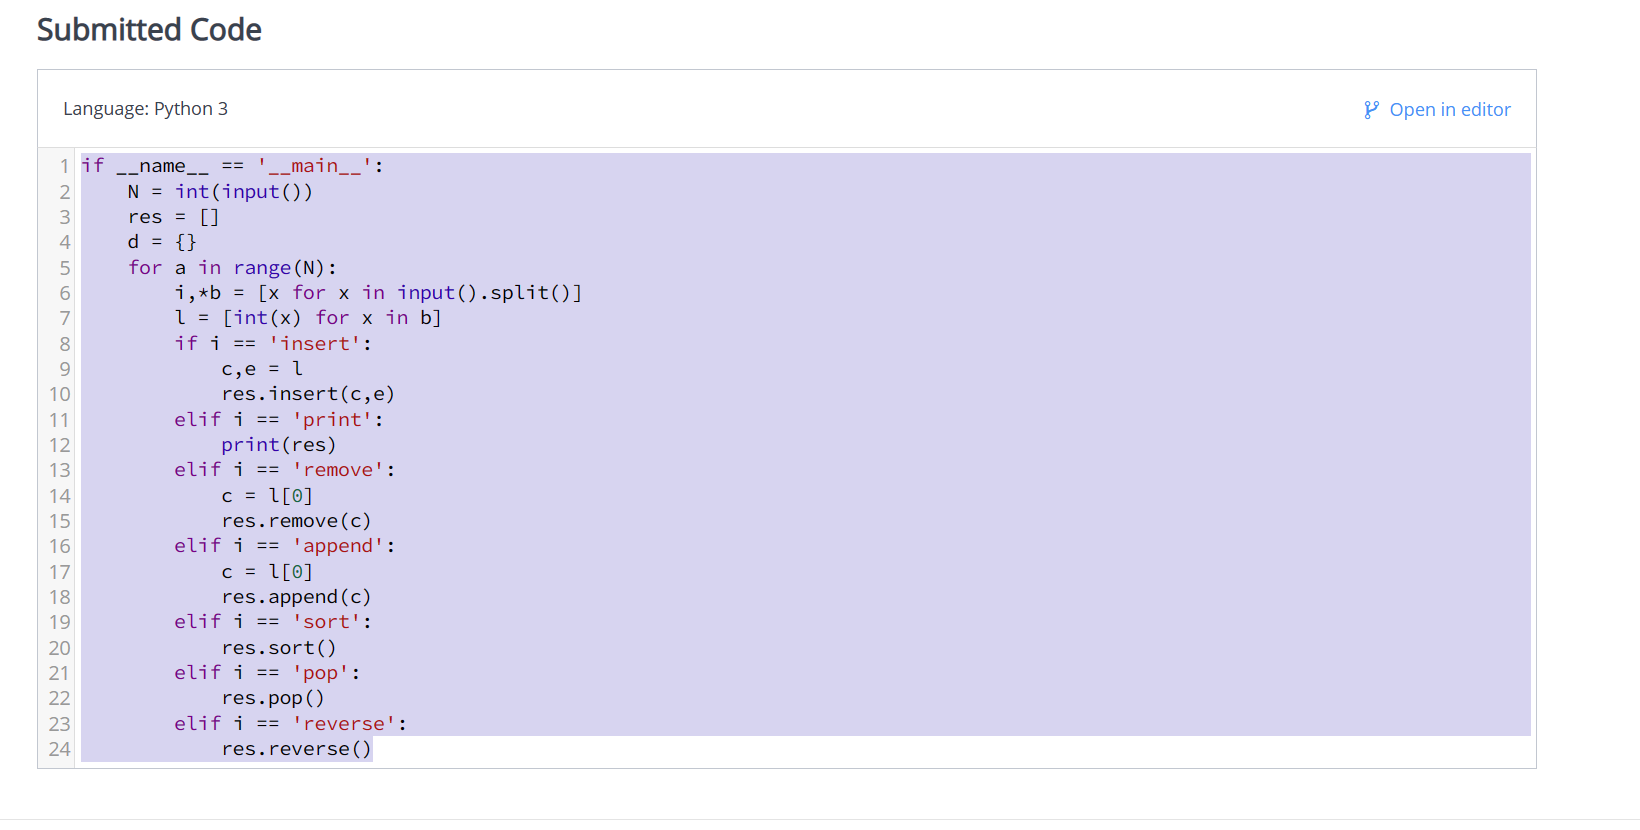 Submitted Code
Language: Python 3
Open in editor
1 if __name__ == '__main__':
2     N = int(input())
3     res = []
4     d = {}
5     for a in range(N):
6         i,*b = [x for x in input().split()]
7         l = [int(x) for x in b]
8         if i == 'insert':
9             c,e = l
10             res.insert(c,e)
11         elif i == 'print':
12             print(res)
13         elif i == 'remove':
14             c = l[0]
15             res.remove(c)
16         elif i == 'append':
17             c = l[0]
18             res.append(c)
19         elif i == 'sort':
20             res.sort()
21         elif i == 'pop':
22             res.pop()
23         elif i == 'reverse':
24             res.reverse()